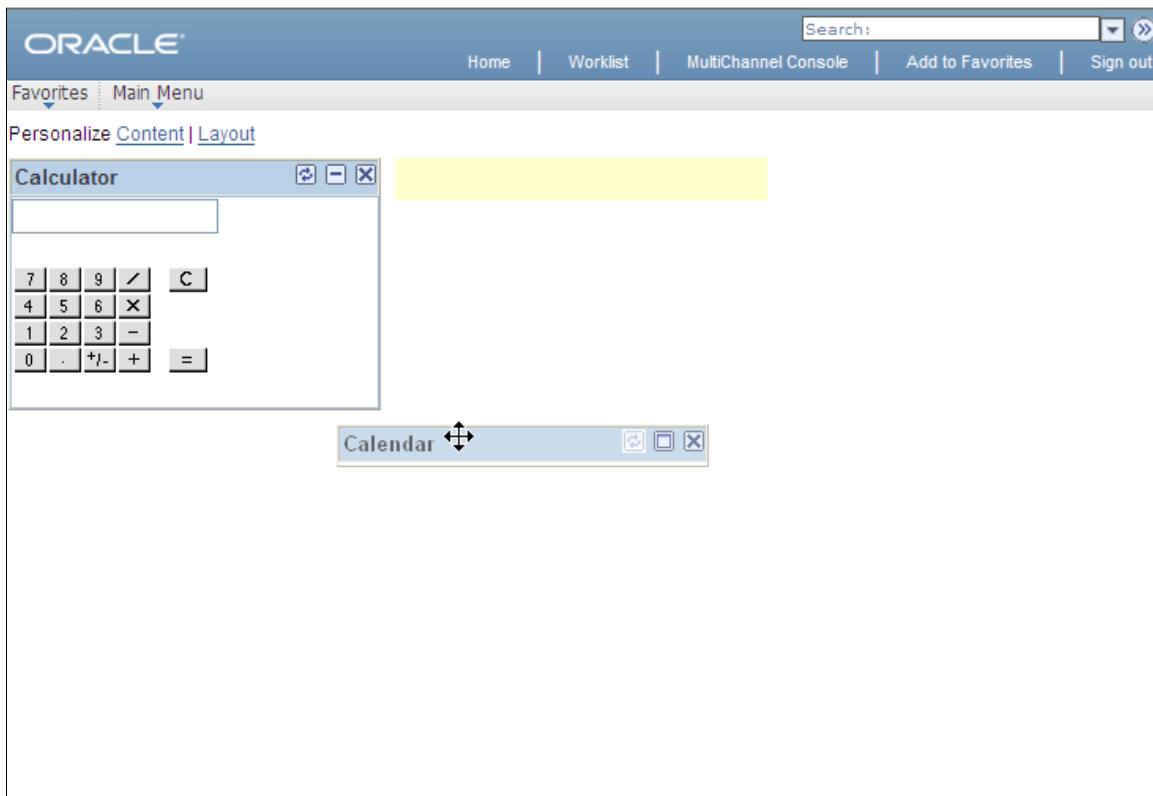 ORACLE
Search:
Home | Worklist | MultiChannel Console | Add to Favorites | Sign out
Favorites Main Menu
Personalize Content | Layout
Calculator
7 8 9 / C
4 5 6 X
1 2 3 -
0 . +/- + =
Calendar